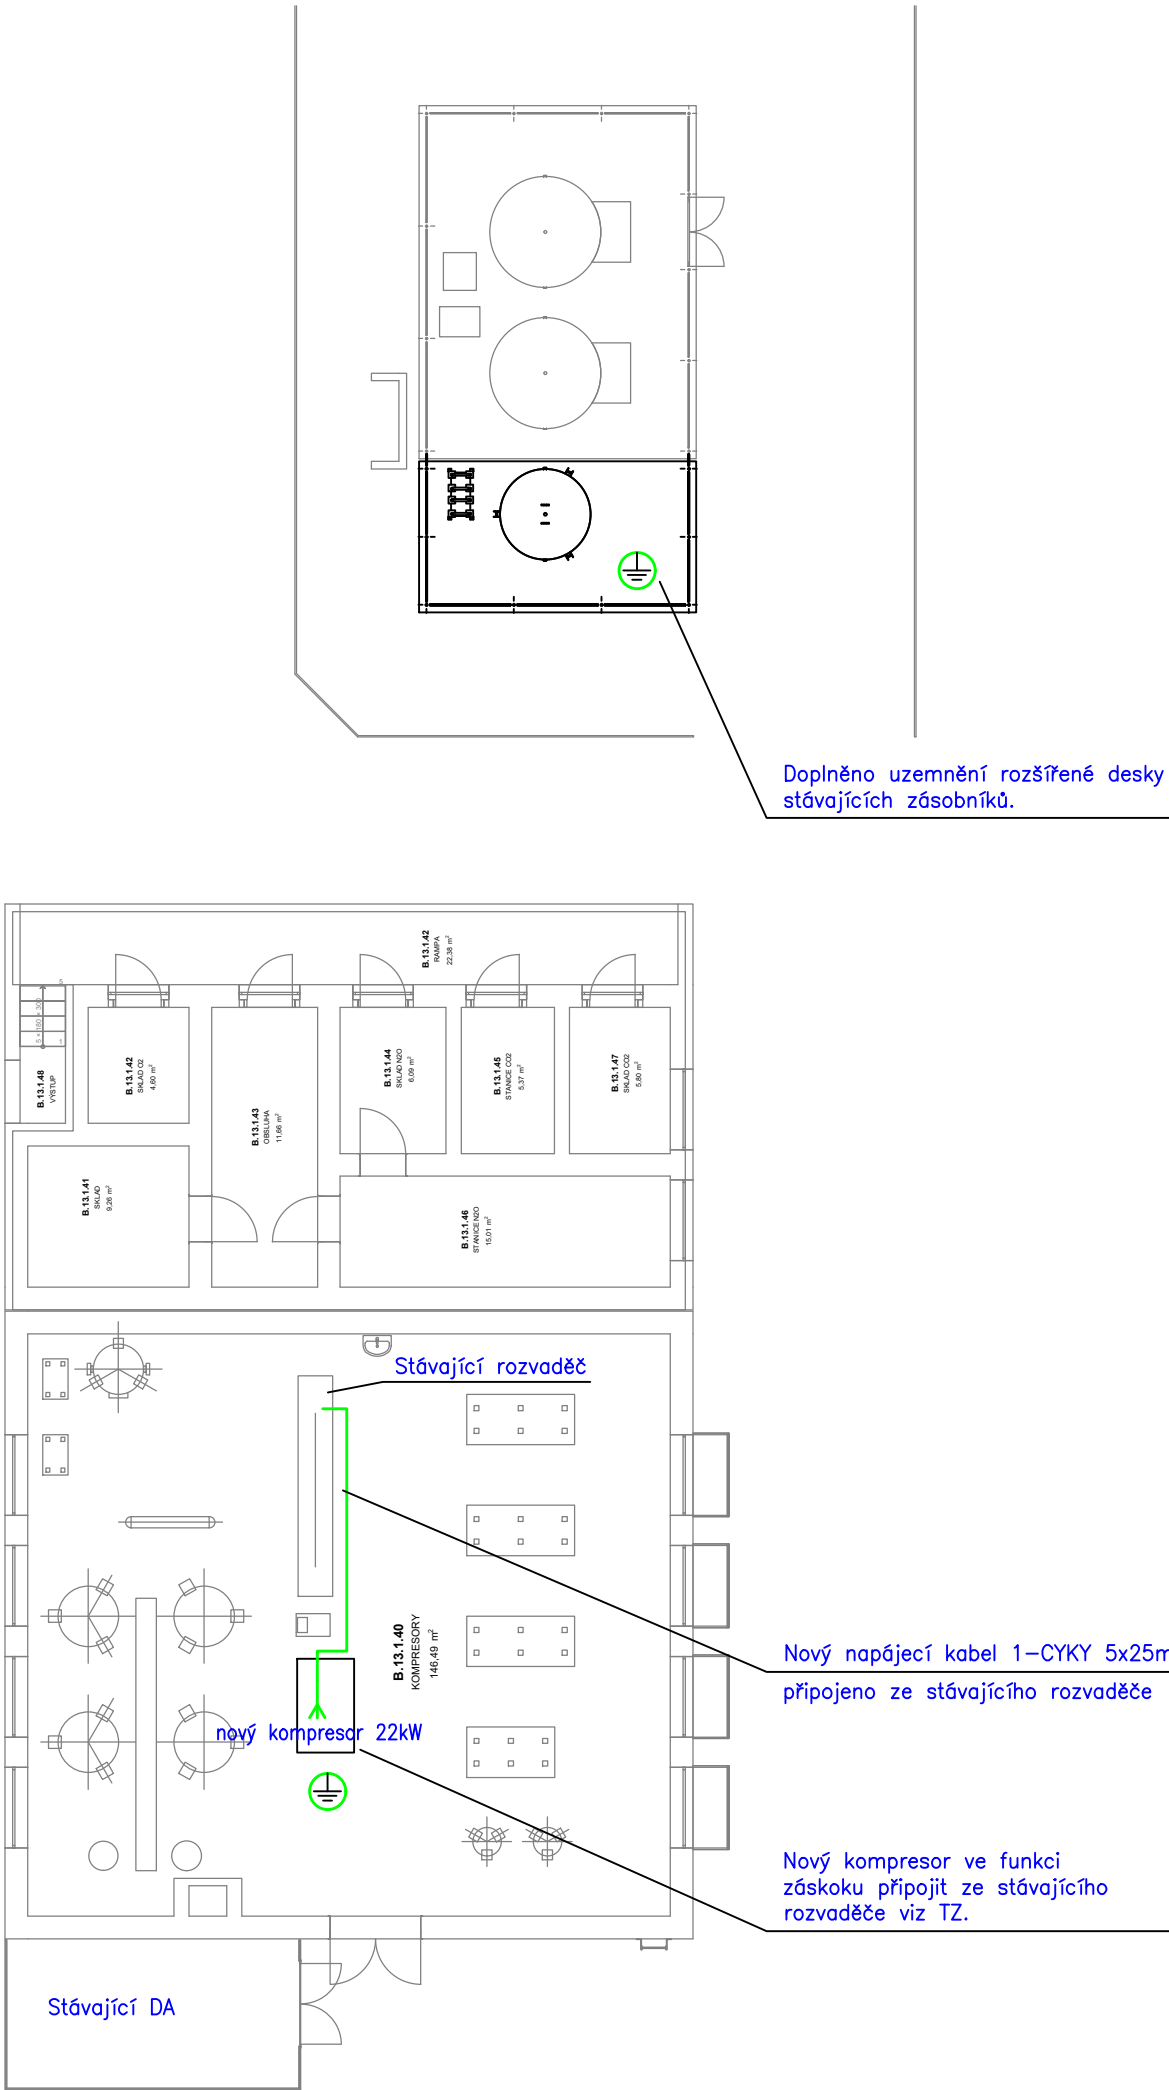 Doplněno uzemnění rozšířené desky
stávajících zásobníků.
B.13.1.42
RAMPA
22,38 m²
5 × 180 × 300
B.13.1.48
VÝSTUP
B.13.1.42
SKLAD O2
4,60 m²
B.13.1.43
OBSLUHA
11,66 m²
B.13.1.44
SKLAD N2O
6,09 m²
B.13.1.45
STANICE CO2
5,37 m²
B.13.1.47
SKLAD CO2
5,80 m²
B.13.1.41
SKLAD
9,26 m²
B.13.1.46
STANICE N2O
15,01 m²
Stávající rozvaděč
B.13.1.40
KOMPRESORY
146,49 m²
Nový napájecí kabel 1-CYKY 5x25m
připojeno ze stávajícího rozvaděče
nový kompresor 22kW
Nový kompresor ve funkci
záskoku připojit ze stávajícího
rozvaděče viz TZ.
Stávající DA